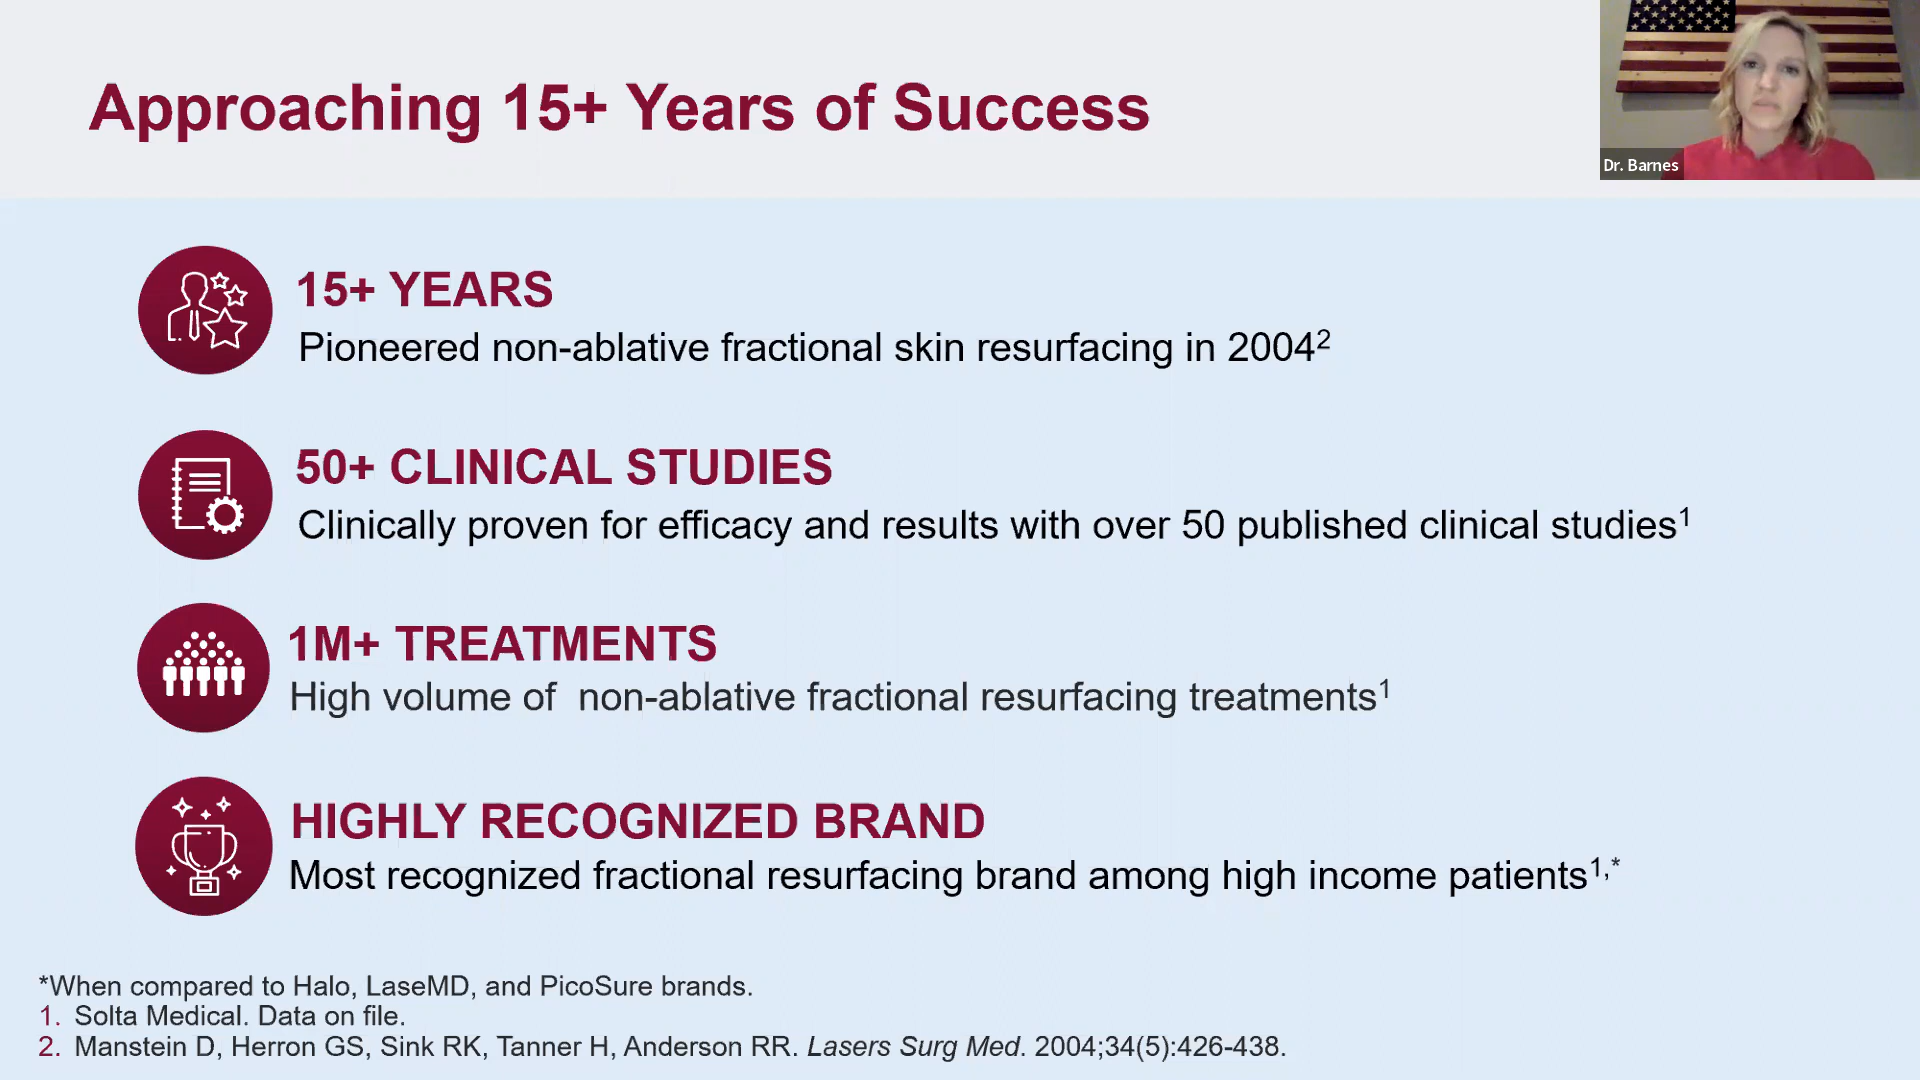 Approaching 15+ Years of Success
Dr. Barnes
15+ YEARS
Pioneered non-ablative fractional skin resurfacing in 2004²
50+ CLINICAL STUDIES
Clinically proven for efficacy and results with over 50 published clinical studies¹
1M+ TREATMENTS
High volume of  non-ablative fractional resurfacing treatments¹
HIGHLY RECOGNIZED BRAND
Most recognized fractional resurfacing brand among high income patients¹,*
*When compared to Halo, LaseMD, and PicoSure brands.
1. Solta Medical. Data on file.
2. Manstein D, Herron GS, Sink RK, Tanner H, Anderson RR. Lasers Surg Med. 2004;34(5):426-438.